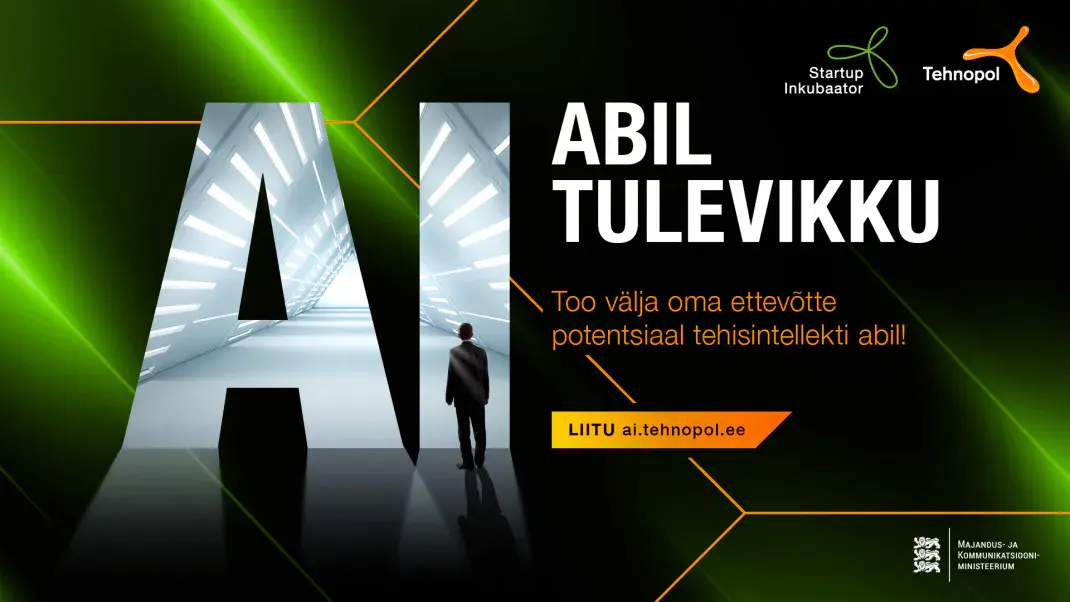 Startup
Inkubaator
Tehnopol
AI
ABIL
TULEVIKKU
Too välja oma ettevõtte
potentsiaal tehisintellekti abil!
LIITU ai.tehnopol.ee
MAJANDUS- JA
KOMMUNIKATSIOONI-
MINISTEERIUM